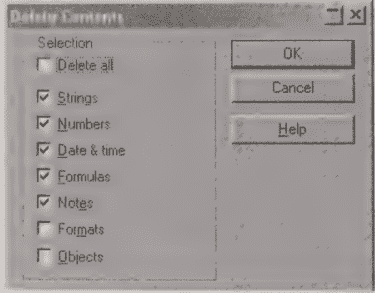 Delete Contents
Selection
Delete all
Strings
Numbers
Date & time
Formulas
Notes
Formats
Objects
OK
Cancel
Help